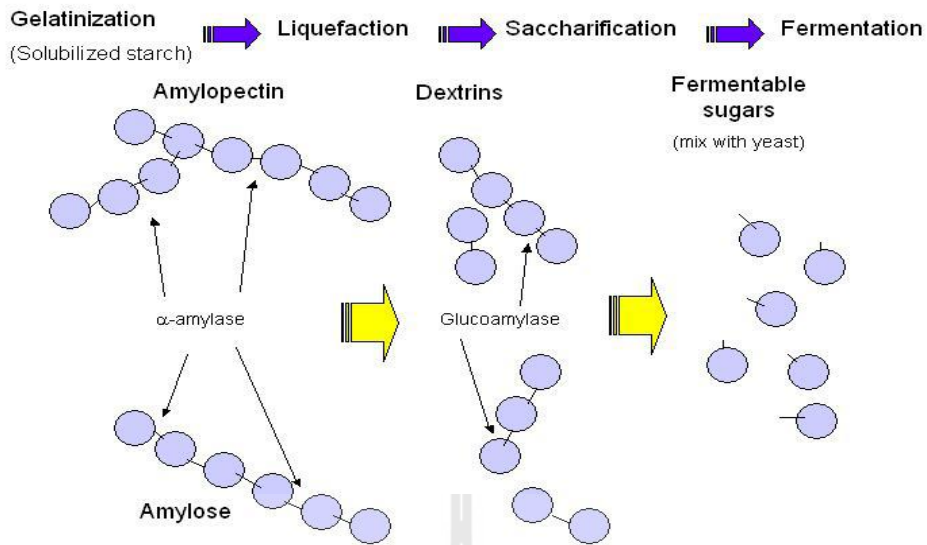 Gelatinization
(Solubilized starch)
Liquefaction
Saccharification
Fermentation
Amylopectin
Dextrins
Fermentable
sugars
(mix with yeast)
α-amylase
Glucoamylase
Amylose